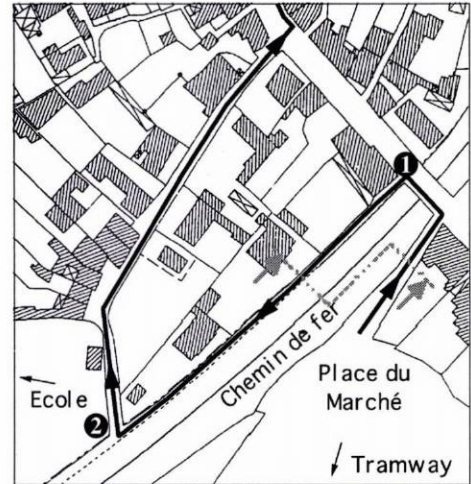 1
Chemin de fer
Place du
Marché
Ecole
2
Tramway